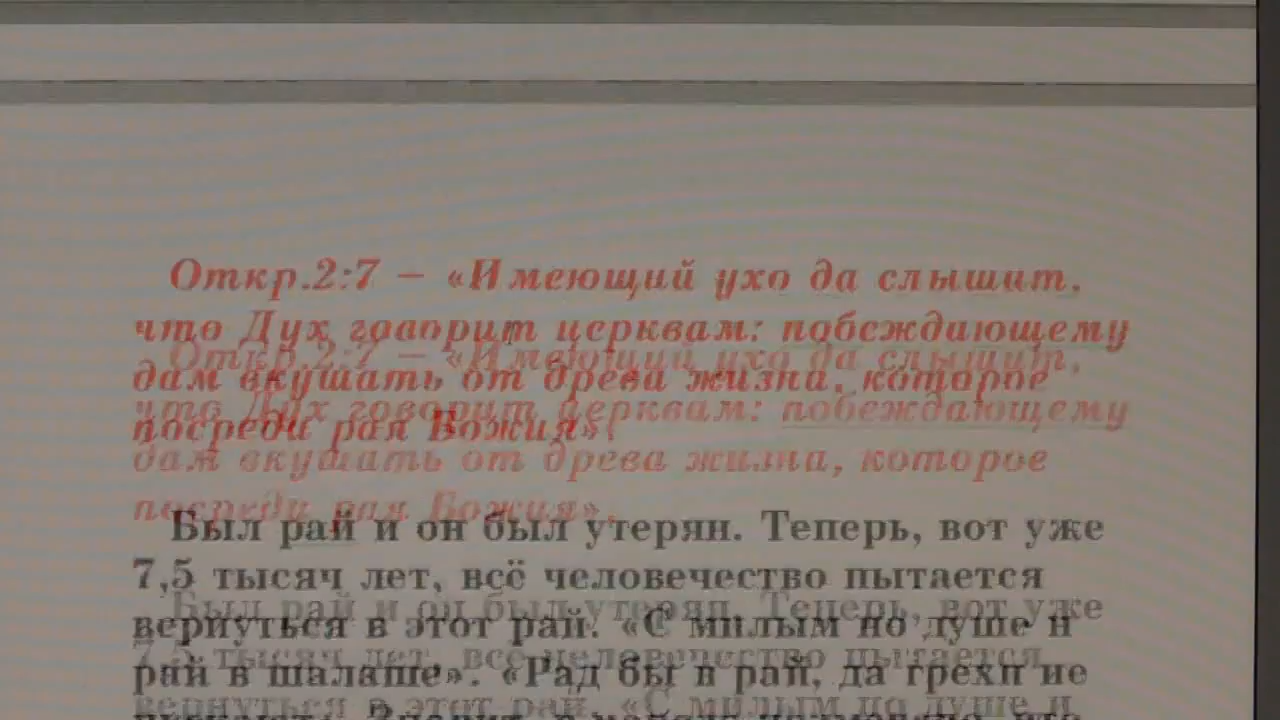 Откр.2:7 – «Имеющий ухо да слышит,
что Дух говорит церквам: побеждающему
дам вкушать от древа жизни, которое
посреди рая Божия».
Был рай и он был утерян. Теперь, вот уже
7,5 тысяч лет, всё человечество пытается
вернуться в этот рай. «С милым по душе и
рай в шалаше». «Рад бы в рай, да грехи не